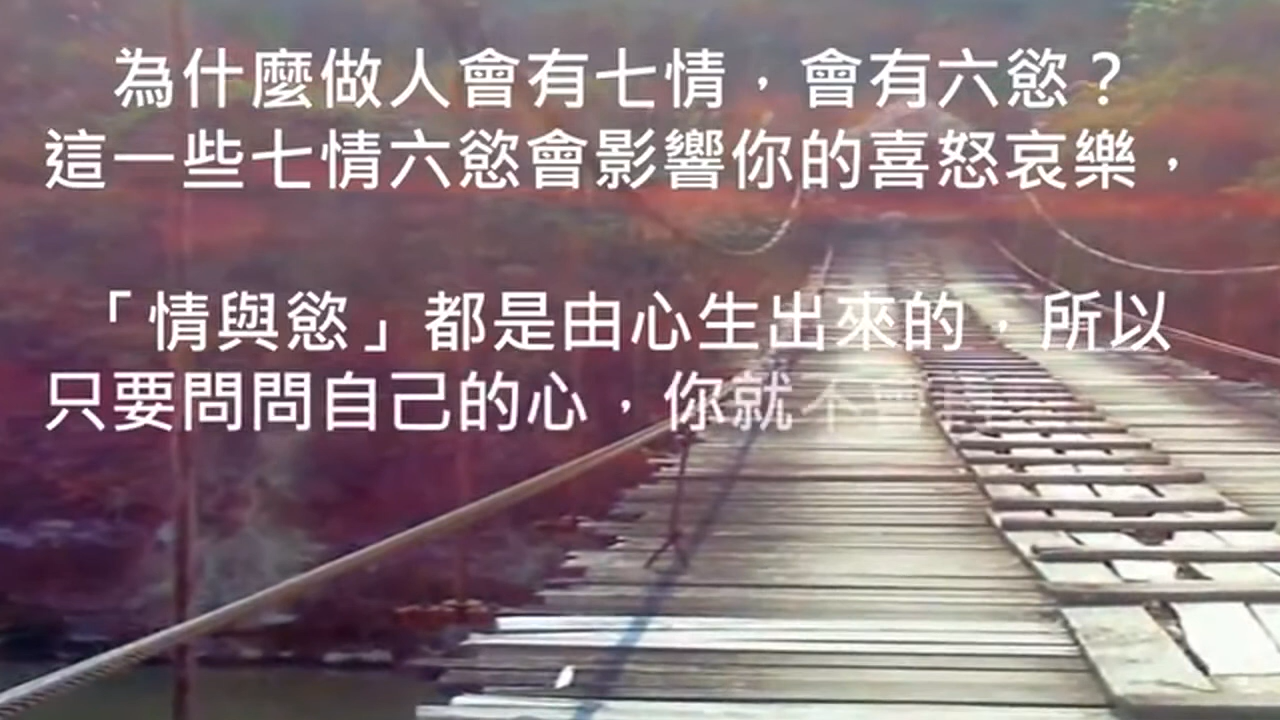 為什麼做人會有七情，會有六慾？
這一些七情六慾會影響你的喜怒哀樂，
「情與慾」都是由心生出來的，所以
只要問問自己的心，你就不會